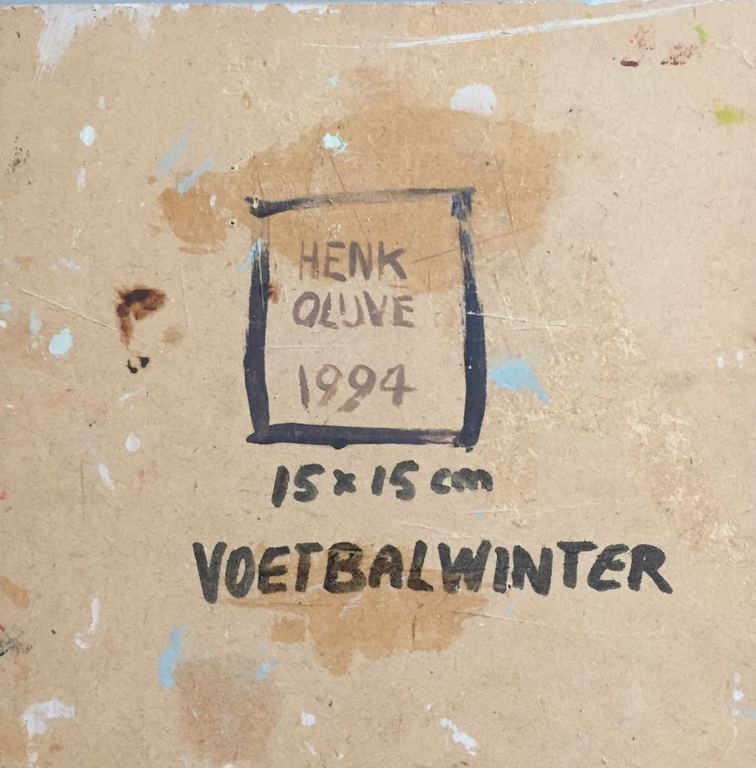 HENK
OLIJVE
1994
15 x 15 cm
VOETBALWINTER